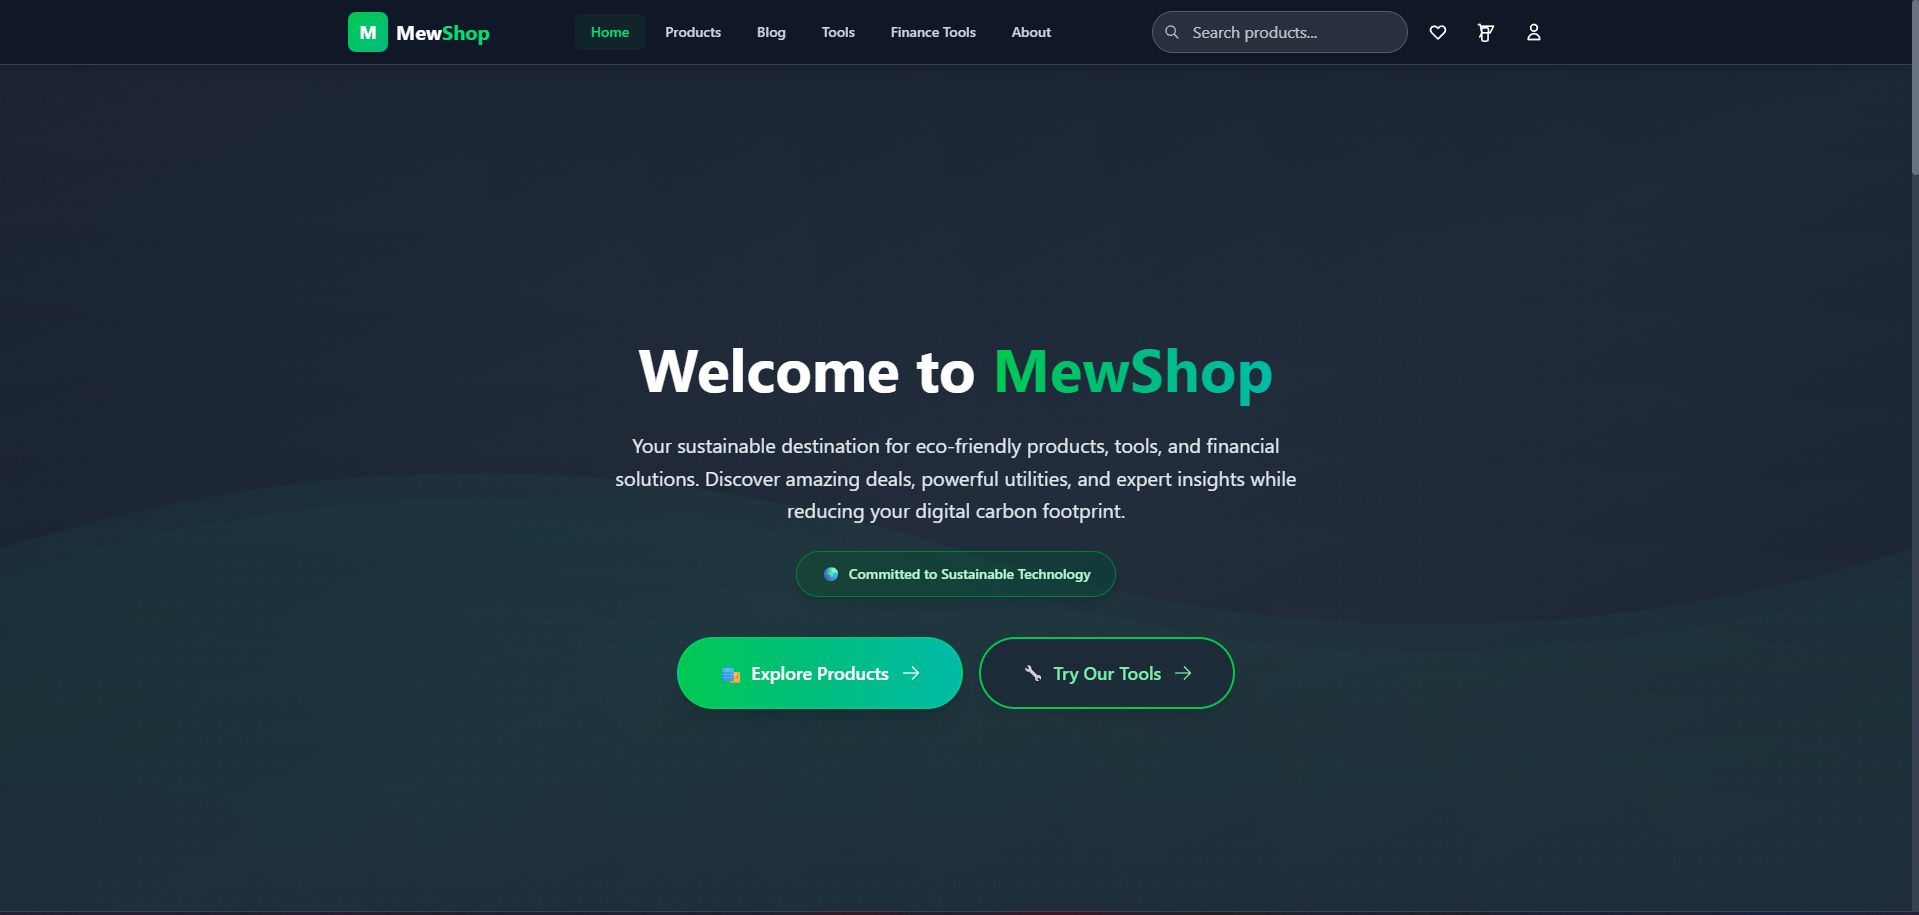 M MewShop Home Products Blog Tools Finance Tools About Search products...
Welcome to MewShop
Your sustainable destination for eco-friendly products, tools, and financial
solutions. Discover amazing deals, powerful utilities, and expert insights while
reducing your digital carbon footprint.
Committed to Sustainable Technology
Explore Products Try Our Tools